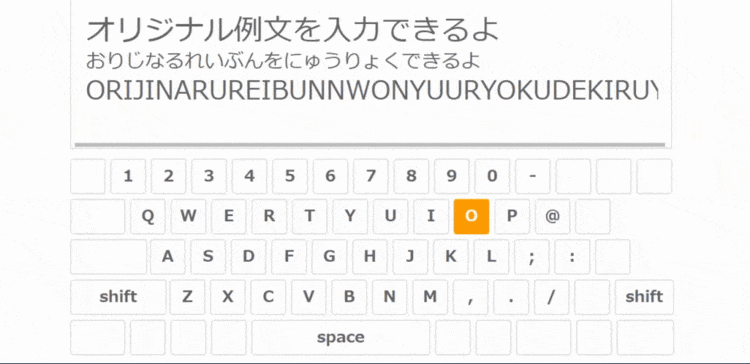 オリジナル例文を入力できるよ
おりじなるれいぶんをにゅうりょくできるよ
ORIJINARUREIBUNNWONYUURYOKUDEKIRUY
1 2 3 4 5 6 7 8 9 0 -
Q W E R T Y U I O P @
A S D F G H J K L ; :
shift Z X C V B N M , . / shift
space